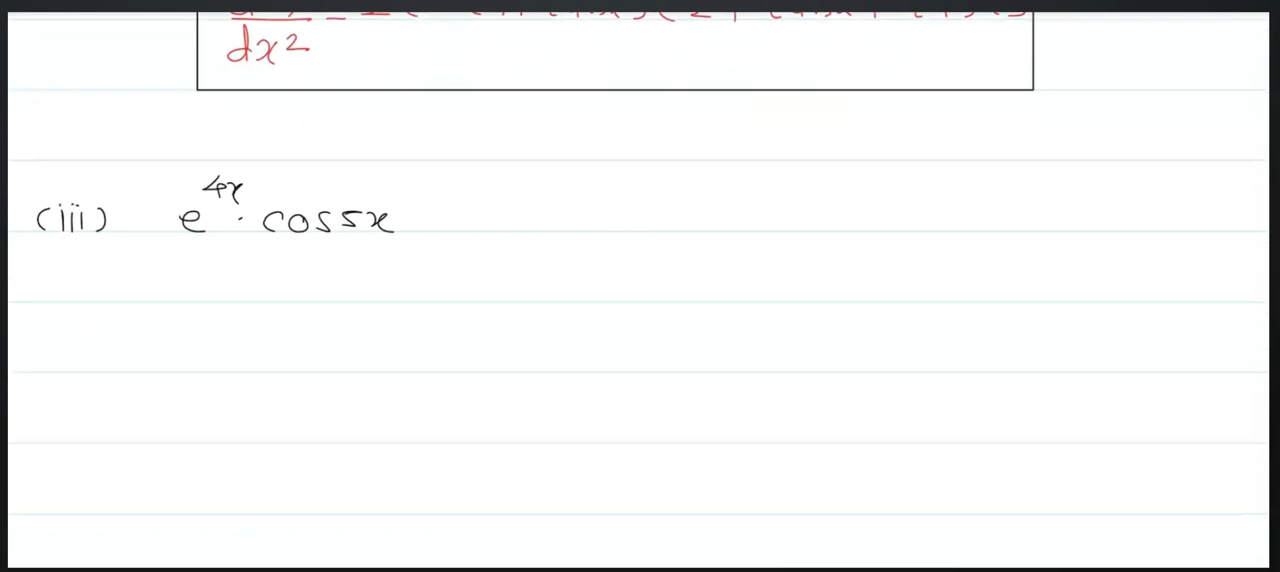 dx²
(iii) e^{4x} · cos5x